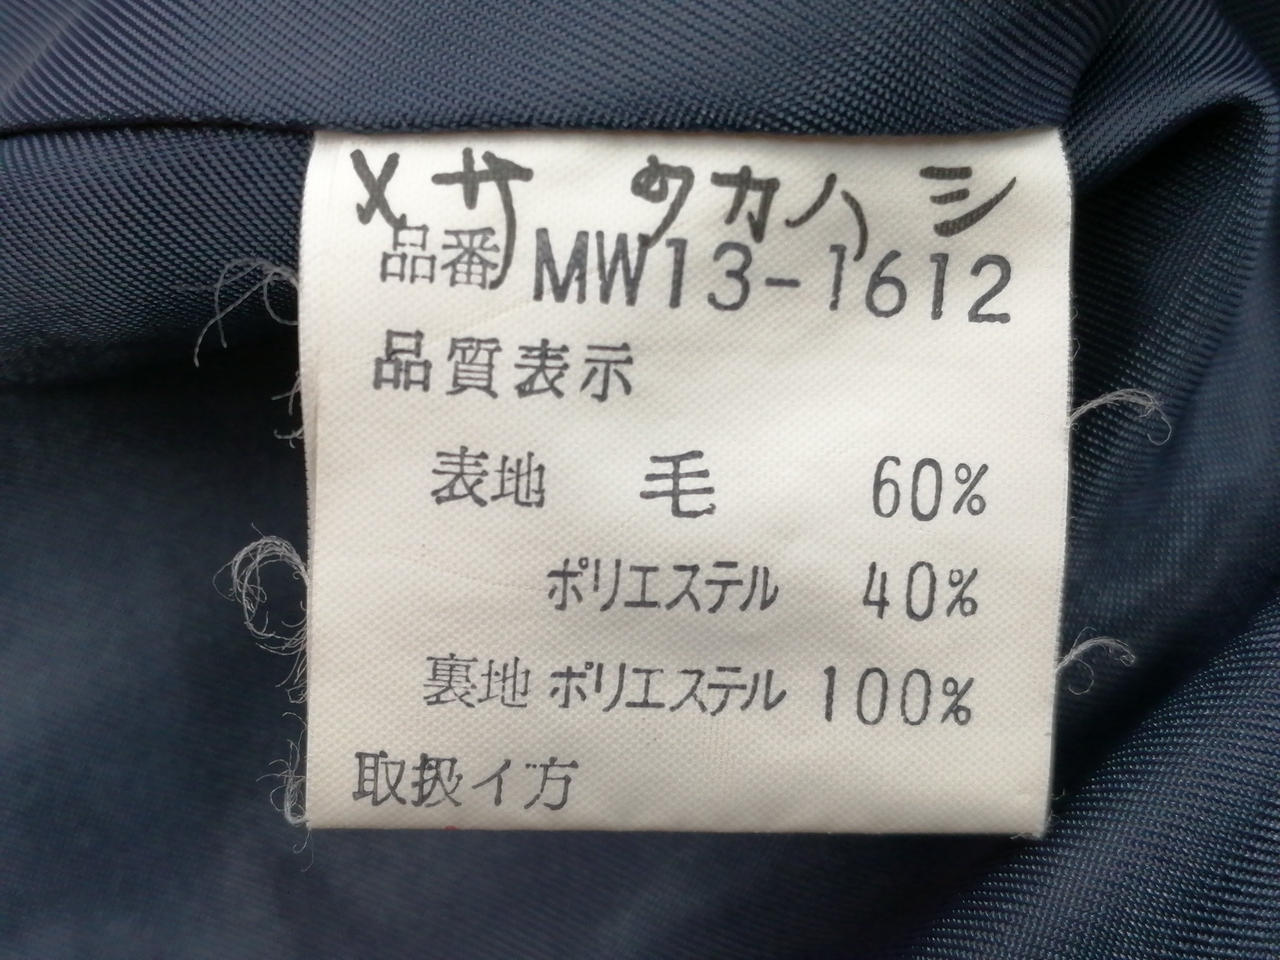 メサ タカハシ
品番 MW13-1612
品質表示
表地 毛 60%
ポリエステル 40%
裏地 ポリエステル 100%
取扱イ方